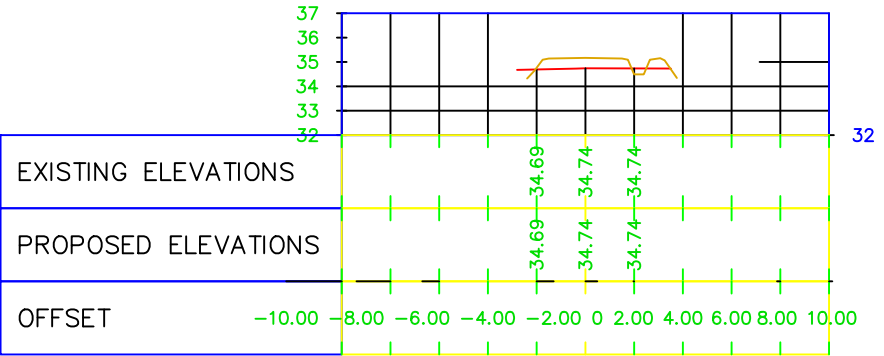 37
36
35
34
33
32
32
EXISTING ELEVATIONS 34.69 34.74 34.74
PROPOSED ELEVATIONS 34.69 34.74 34.74
OFFSET -10.00 -8.00 -6.00 -4.00 -2.00 0 2.00 4.00 6.00 8.00 10.00